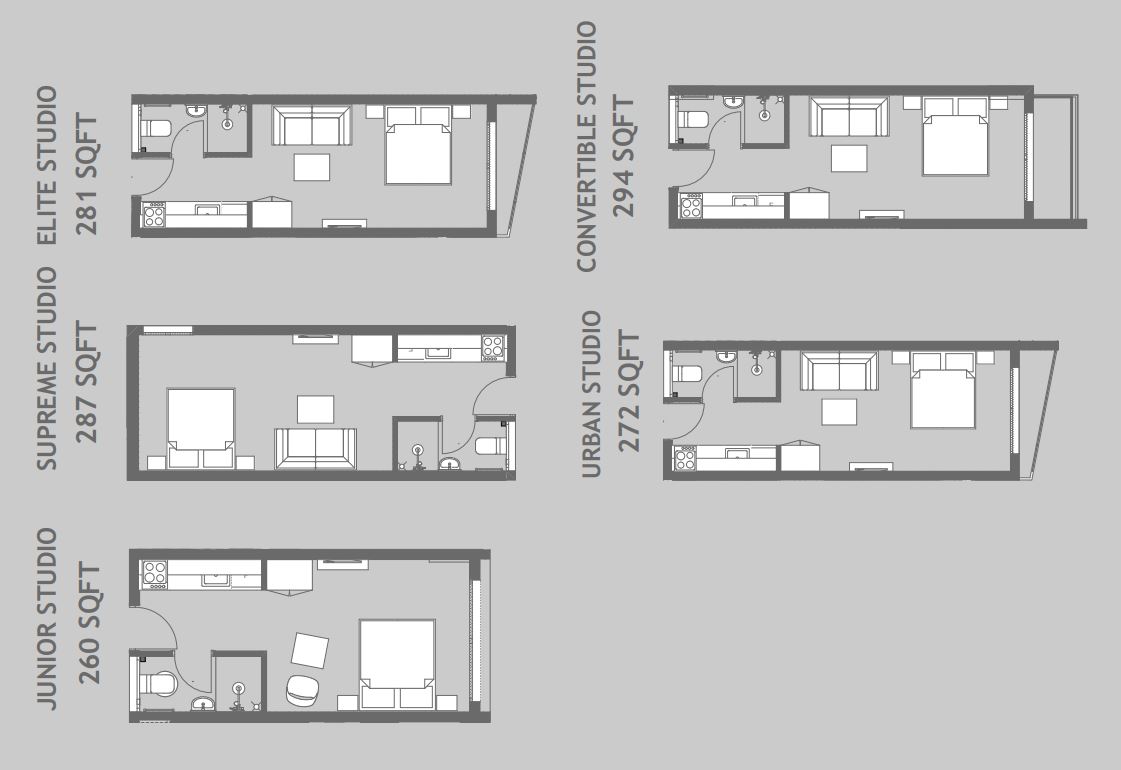 ELITE STUDIO
281 SQFT
CONVERTIBLE STUDIO
294 SQFT
SUPREME STUDIO
287 SQFT
URBAN STUDIO
272 SQFT
JUNIOR STUDIO
260 SQFT